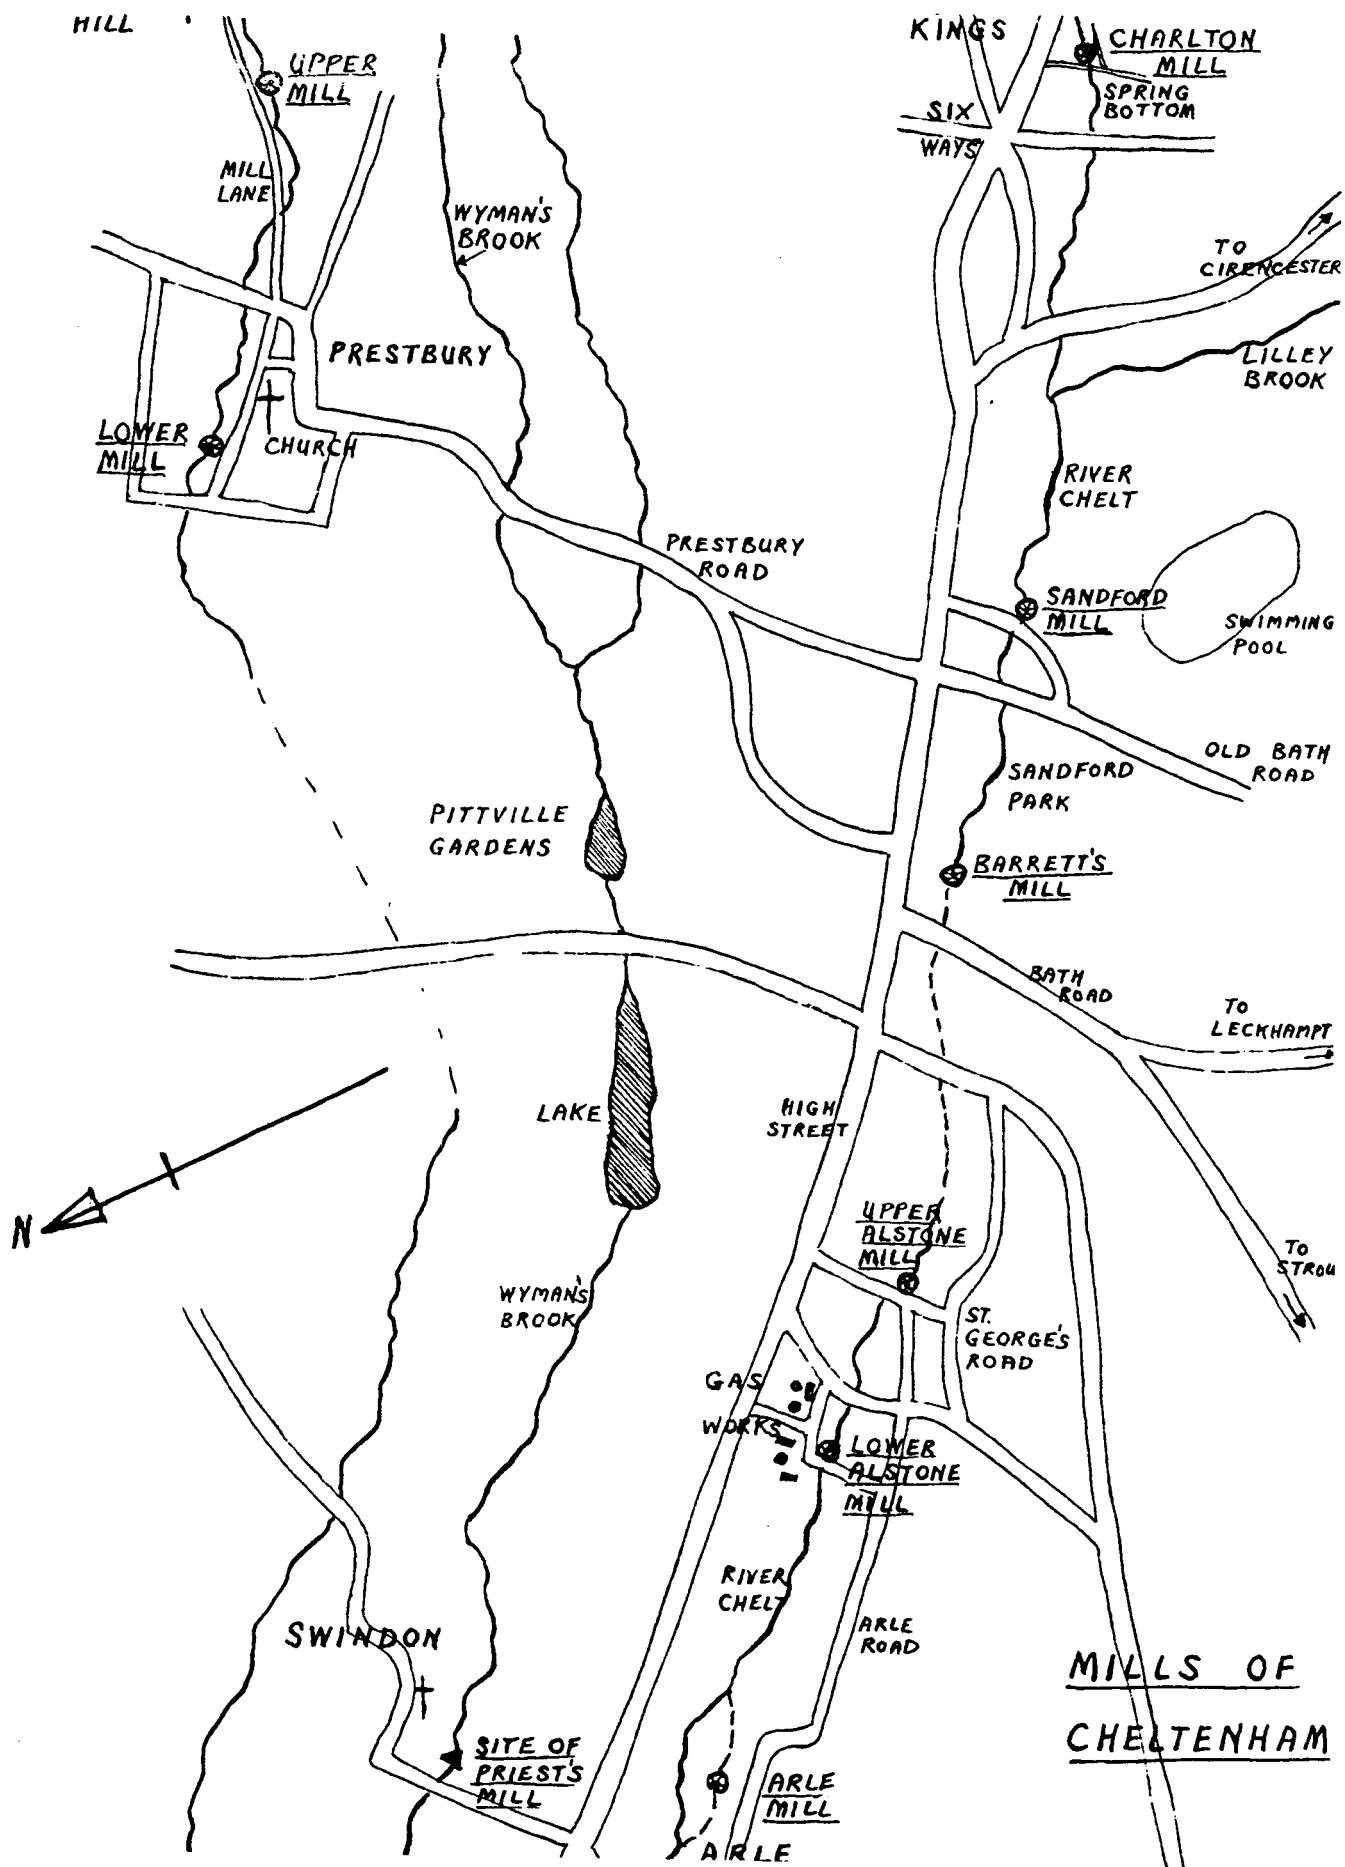 HILL
KINGS
UPPER
MILL
CHARLTON
MILL
SPRING
BOTTOM
SIX
WAYS
MILL
LANE
WYMAN'S
BROOK
TO
CIRENCESTER
PRESTBURY
LILLEY
BROOK
LOWER
MILL
CHURCH
RIVER
CHELT
PRESTBURY
ROAD
SANDFORD
MILL
SWIMMING
POOL
OLD BATH
ROAD
SANDFORD
PARK
PITTVILLE
GARDENS
BARRETT'S
MILL
BATH
ROAD
TO
LECKHAMPT
LAKE
HIGH
STREET
N
UPPER
ALSTONE
MILL
TO
STROU
WYMAN'S
BROOK
ST.
GEORGE'S
ROAD
GAS
WORKS
LOWER
ALSTONE
MILL
RIVER
CHELT
ARLE
ROAD
SWINDON
MILLS OF
CHELTENHAM
SITE OF
PRIEST'S
MILL
ARLE
MILL
ARLE